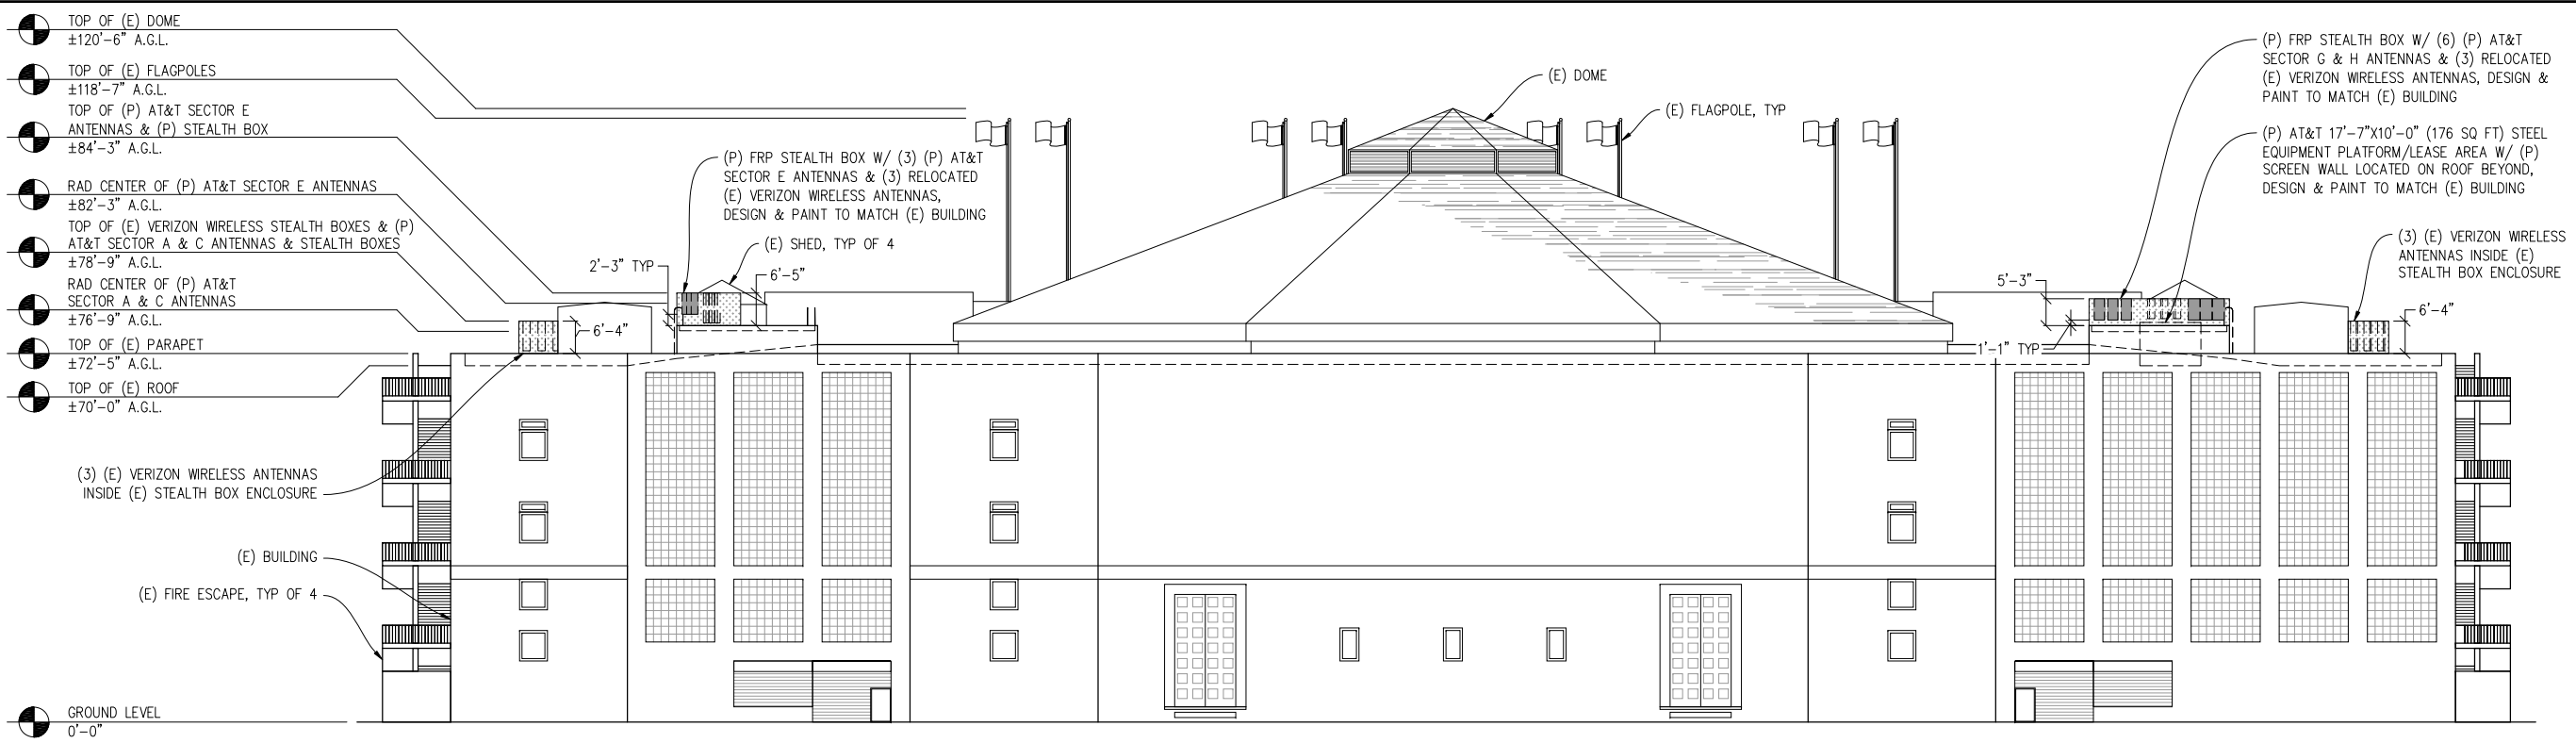 TOP OF (E) DOME
±120'-6" A.G.L.
TOP OF (E) FLAGPOLES
±118'-7" A.G.L.
TOP OF (P) AT&T SECTOR E
ANTENNAS & (P) STEALTH BOX
±84'-3" A.G.L.
RAD CENTER OF (P) AT&T SECTOR E ANTENNAS
±82'-3" A.G.L.
TOP OF (E) VERIZON WIRELESS STEALTH BOXES & (P)
AT&T SECTOR A & C ANTENNAS & STEALTH BOXES
±78'-9" A.G.L.
RAD CENTER OF (P) AT&T
SECTOR A & C ANTENNAS
±76'-9" A.G.L.
TOP OF (E) PARAPET
±72'-5" A.G.L.
TOP OF (E) ROOF
±70'-0" A.G.L.
(3) (E) VERIZON WIRELESS ANTENNAS
INSIDE (E) STEALTH BOX ENCLOSURE
(E) BUILDING
(E) FIRE ESCAPE, TYP OF 4
GROUND LEVEL
0'-0"
(P) FRP STEALTH BOX W/ (3) (P) AT&T
SECTOR E ANTENNAS & (3) RELOCATED
(E) VERIZON WIRELESS ANTENNAS,
DESIGN & PAINT TO MATCH (E) BUILDING
(E) SHED, TYP OF 4
2'-3" TYP
6'-5"
6'-4"
(E) DOME
(E) FLAGPOLE, TYP
(P) FRP STEALTH BOX W/ (6) (P) AT&T
SECTOR G & H ANTENNAS & (3) RELOCATED
(E) VERIZON WIRELESS ANTENNAS, DESIGN &
PAINT TO MATCH (E) BUILDING
(P) AT&T 17'-7"X10'-0" (176 SQ FT) STEEL
EQUIPMENT PLATFORM/LEASE AREA W/ (P)
SCREEN WALL LOCATED ON ROOF BEYOND,
DESIGN & PAINT TO MATCH (E) BUILDING
(3) (E) VERIZON WIRELESS
ANTENNAS INSIDE (E)
STEALTH BOX ENCLOSURE
5'-3"
6'-4"
1'-1" TYP